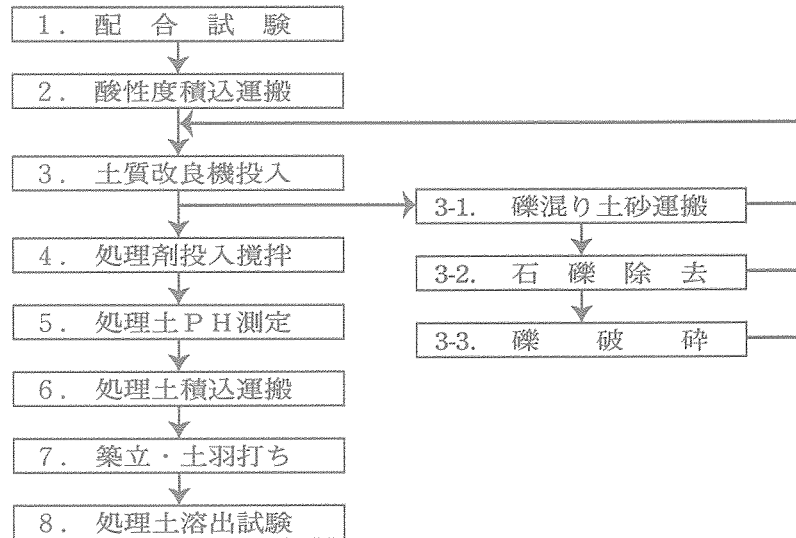 1. 配合試験
2. 酸性度積込運搬
3. 土質改良機投入
3-1. 礫混り土砂運搬
4. 処理剤投入撹拌
3-2. 石礫除去
5. 処理土PH測定
3-3. 礫破砕
6. 処理土積込運搬
7. 築立・土羽打ち
8. 処理土溶出試験